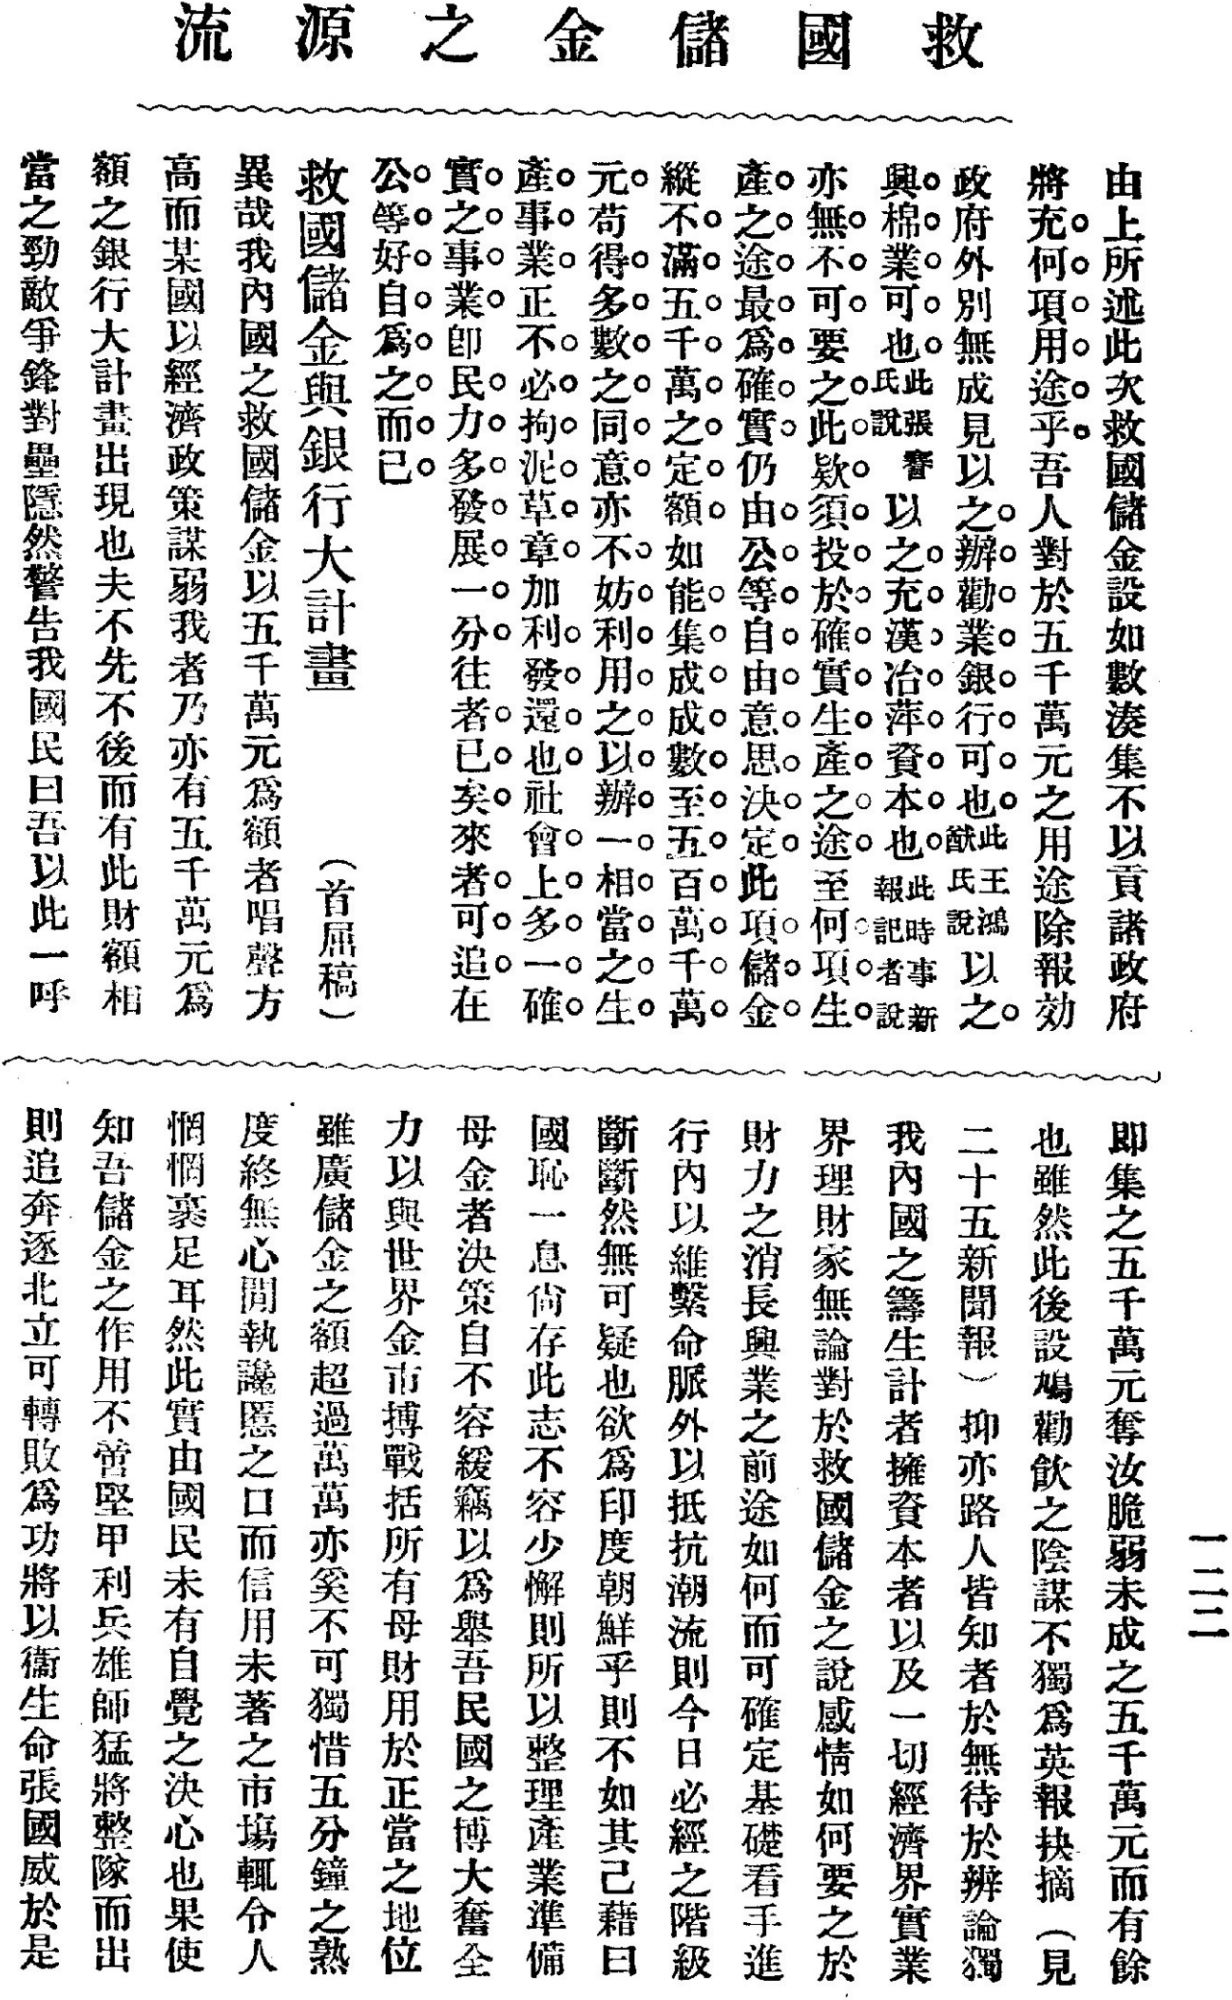 救國儲金之源流
由上所述此次救國儲金設如數湊集不以貢諸政府
將充何項用途乎吾人對於五千萬元之用途除報効
政府外別無成見以之辦勸業銀行可也此王鴻猷氏說以之
興棉業可也此張謇氏說以之充漢冶萍資本也此時事新報記者說
亦無不可要之此欵須投於確實生產之途至何項生
產之途最爲確實仍由公等自由意思決定此項儲金
縱不滿五千萬之定額如能集成成數至五百萬千萬
元苟得多數之同意亦不妨利用之以辦一相當之生
產事業正不必拘泥草章加利發還也社會上多一確
實之事業卽民力多發展一分往者已矣來者可追在
公等好自爲之而已
救國儲金與銀行大計畫
（首屈稿）
異哉我內國之救國儲金以五千萬元爲額者唱聲方
高而某國以經濟政策謀弱我者乃亦有五千萬元爲
額之銀行大計畫出現也夫不先不後而有此財額相
當之勁敵爭鋒對壘隱然警告我國民曰吾以此一呼
即集之五千萬元奪汝脆弱未成之五千萬元而有餘
也雖然此後設鳩勸飮之陰謀不獨爲英報抉摘（見
二十五新聞報）抑亦路人皆知者於無待於辨論獨
我內國之籌生計者擁資本者以及一切經濟界實業
界理財家無論對於救國儲金之說感情如何要之於
財力之消長興業之前途如何而可確定基礎看手進
行內以維繫命脈外以抵抗潮流則今日必經之階級
斷斷然無可疑也欲爲印度朝鮮乎則不如其己藉曰
國恥一息尙存此志不容少懈則所以整理產業準備
母金者決策自不容緩竊以爲舉吾民國之博大奮全
力以與世界金市搏戰括所有母財用於正當之地位
雖廣儲金之額超過萬萬亦奚不可獨惜五分鐘之熟
度終無心間執讒慝之口而信用未著之市塲輒令人
惘惘裹足耳然此實由國民未有自覺之決心也果使
知吾儲金之作用不啻堅甲利兵雄師猛將整隊而出
則追奔逐北立可轉敗爲功將以衞生命張國威於是
一二二